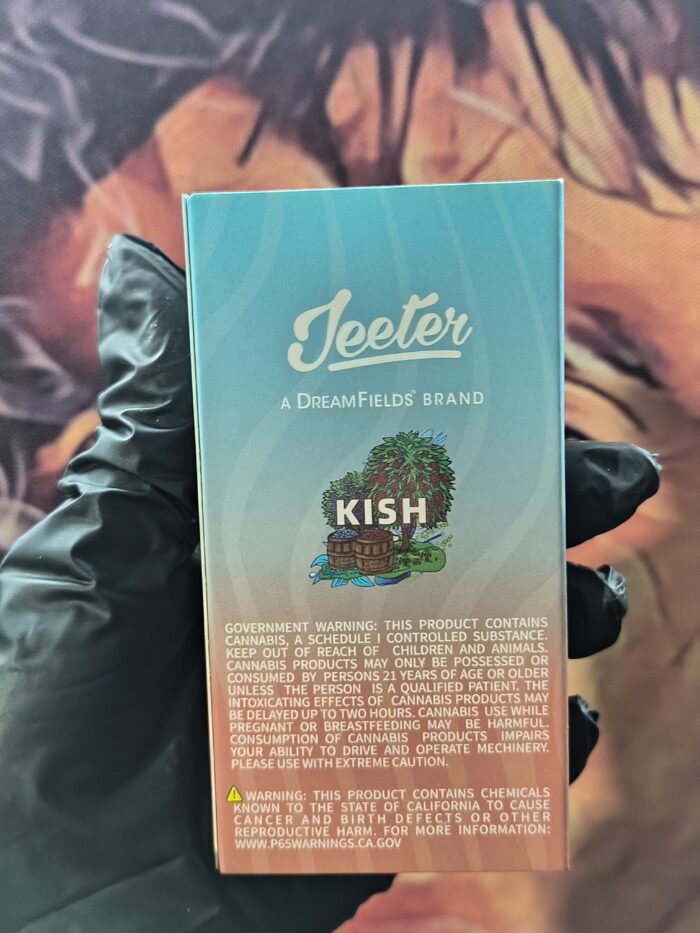 Jeeter
A DREAMFIELDS® BRAND
KISH
GOVERNMENT WARNING: THIS PRODUCT CONTAINS
CANNABIS, A SCHEDULE I CONTROLLED SUBSTANCE.
KEEP OUT OF REACH OF CHILDREN AND ANIMALS.
CANNABIS PRODUCTS MAY ONLY BE POSSESSED OR
CONSUMED BY PERSONS 21 YEARS OF AGE OR OLDER
UNLESS THE PERSON IS A QUALIFIED PATIENT. THE
INTOXICATING EFFECTS OF CANNABIS PRODUCTS MAY
BE DELAYED UP TO TWO HOURS. CANNABIS USE WHILE
PREGNANT OR BREASTFEEDING MAY BE HARMFUL.
CONSUMPTION OF CANNABIS PRODUCTS IMPAIRS
YOUR ABILITY TO DRIVE AND OPERATE MECHINERY.
PLEASE USE WITH EXTREME CAUTION.
WARNING: THIS PRODUCT CONTAINS CHEMICALS
KNOWN TO THE STATE OF CALIFORNIA TO CAUSE
CANCER AND BIRTH DEFECTS OR OTHER
REPRODUCTIVE HARM. FOR MORE INFORMATION:
WWW.P65WARNINGS.CA.GOV